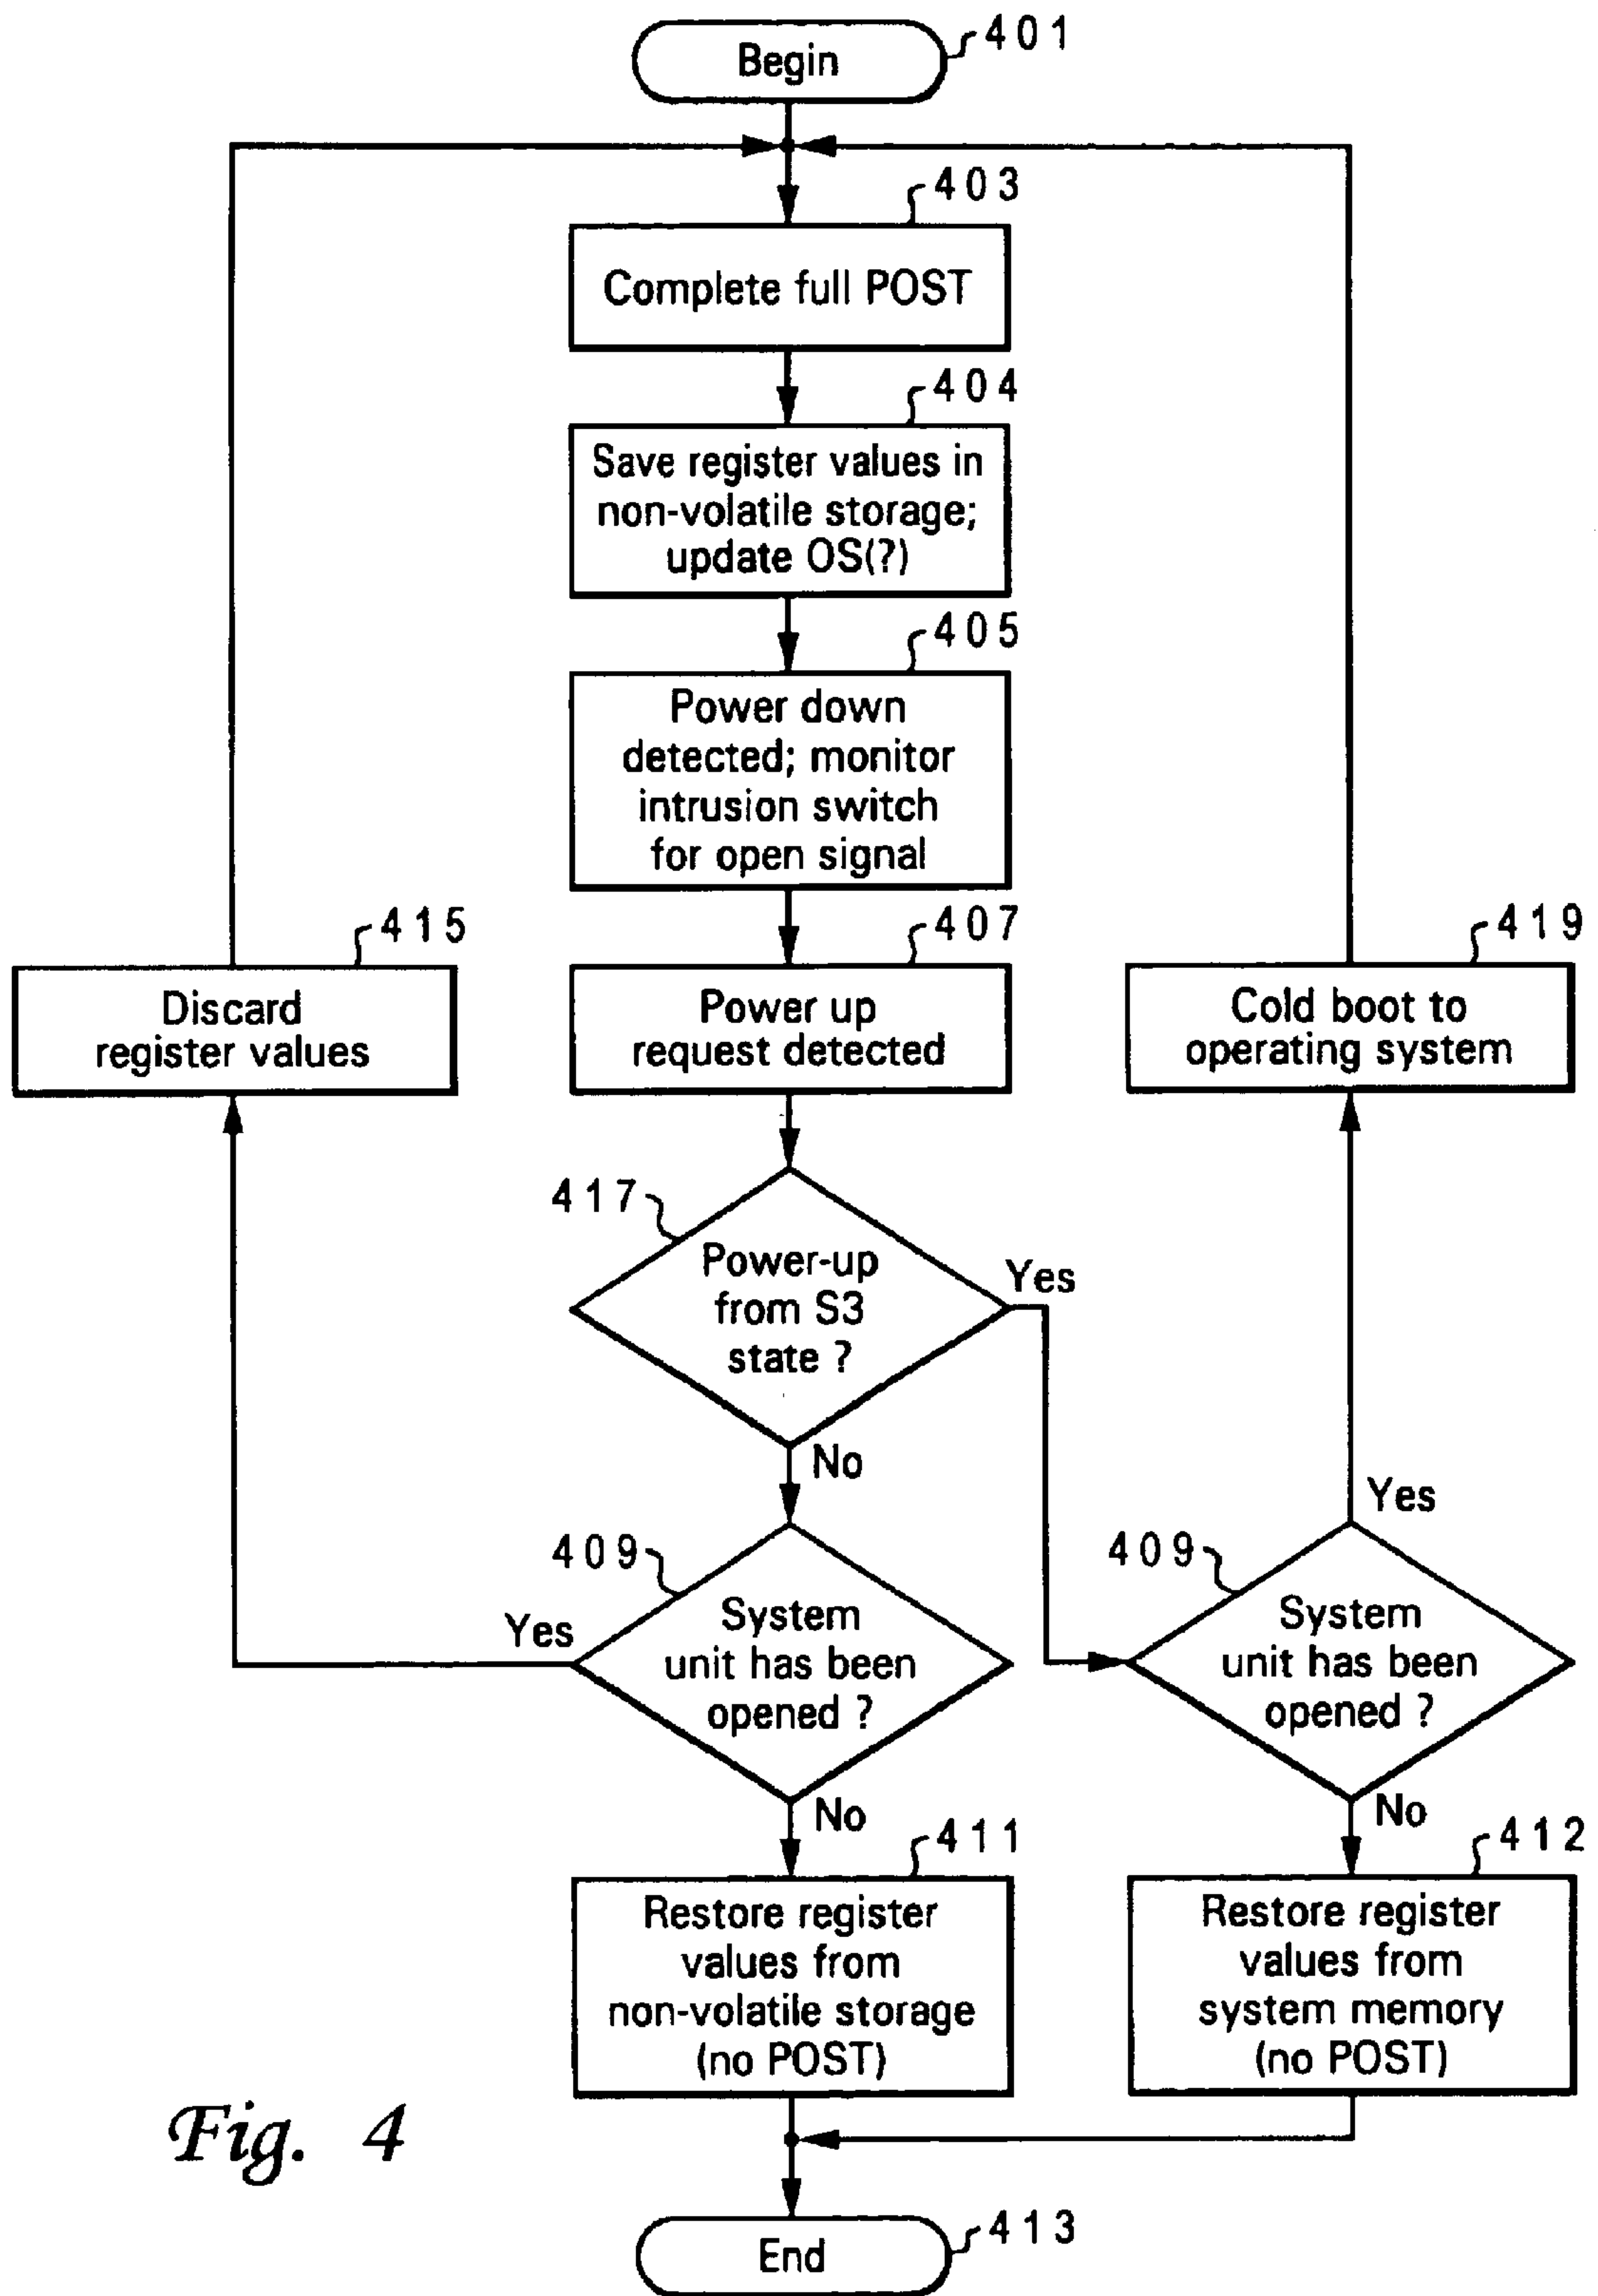 Begin
401
403
Complete full POST
404
Save register values in
non-volatile storage;
update OS(?)
405
Power down
detected; monitor
intrusion switch
for open signal
415
Discard
register values
407
Power up
request detected
419
Cold boot to
operating system
417
Power-up
from S3
state ?
Yes
No
409
System
unit has been
opened ?
Yes
No
409
System
unit has been
opened ?
Yes
No
411
Restore register
values from
non-volatile storage
(no POST)
412
Restore register
values from
system memory
(no POST)
Fig. 4
End
413